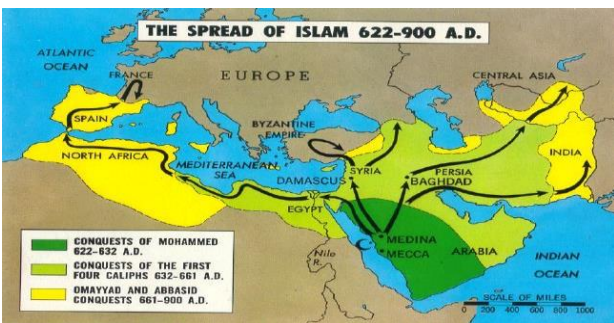 THE SPREAD OF ISLAM 622-900 A.D.
ATLANTIC
OCEAN
FRANCE
EUROPE
CENTRAL ASIA
SPAIN
BYZANTINE
EMPIRE
NORTH AFRICA
MEDITERRANEAN
SEA
SYRIA
DAMASCUS
PERSIA
BAGHDAD
INDIA
EGYPT
CONQUESTS OF MOHAMMED
622-632 A.D.
CONQUESTS OF THE FIRST
FOUR CALIPHS 632-661 A.D.
OMAYYAD AND ABBASID
CONQUESTS 661-900 A.D.
Nile
R.
MEDINA
MECCA
ARABIA
INDIAN
OCEAN
SCALE OF MILES
0 200 400 600 800 1000